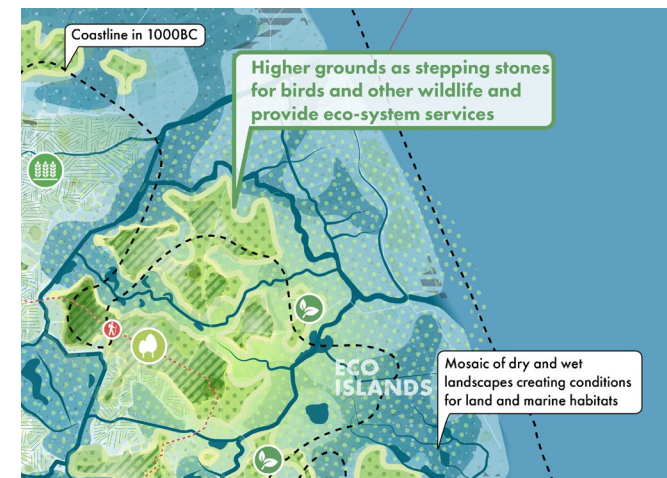 Coastline in 1000BC
Higher grounds as stepping stones
for birds and other wildlife and
provide eco-system services
ECO
ISLANDS
Mosaic of dry and wet
landscapes creating conditions
for land and marine habitats